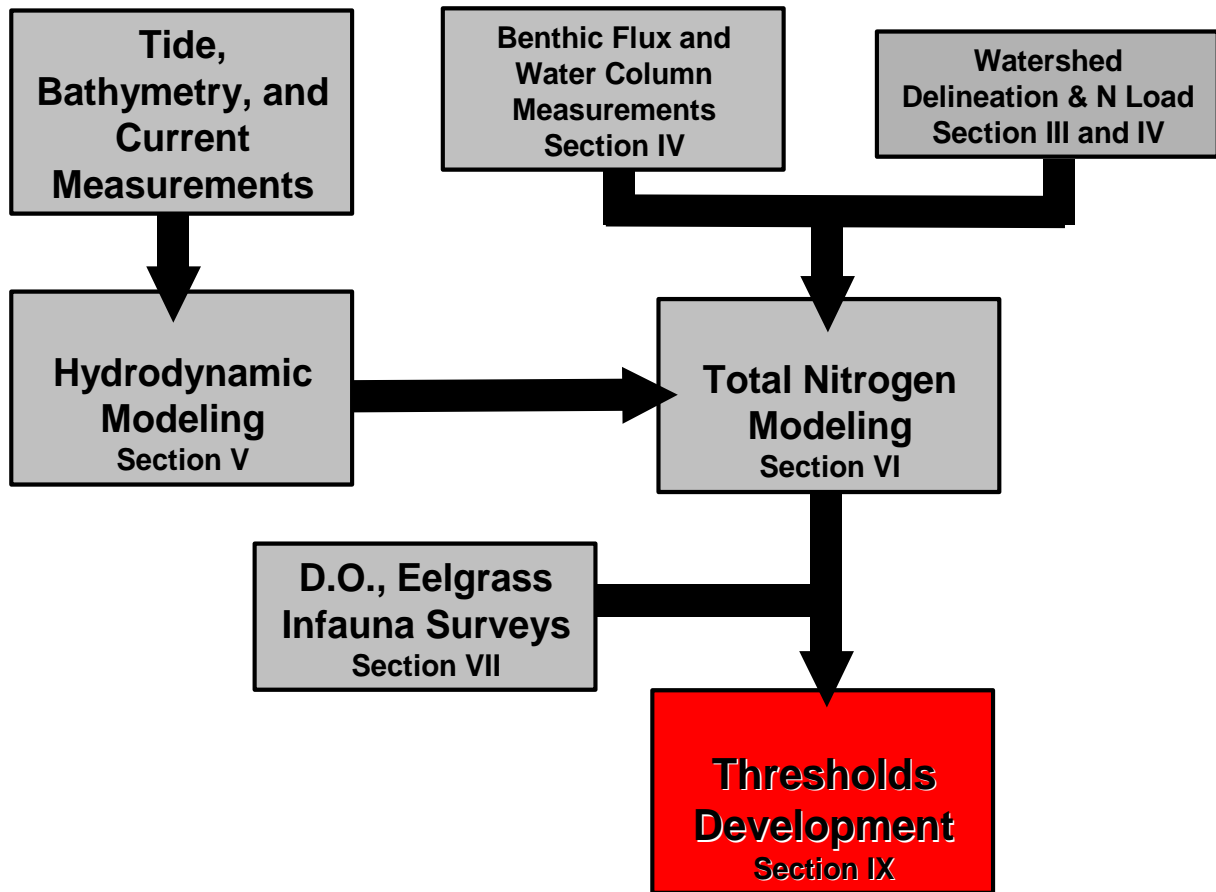 Tide,
Bathymetry, and
Current
Measurements
Benthic Flux and
Water Column
Measurements
Section IV
Watershed
Delineation & N Load
Section III and IV
Hydrodynamic
Modeling
Section V
Total Nitrogen
Modeling
Section VI
D.O., Eelgrass
Infauna Surveys
Section VII
Thresholds
Development
Section IX